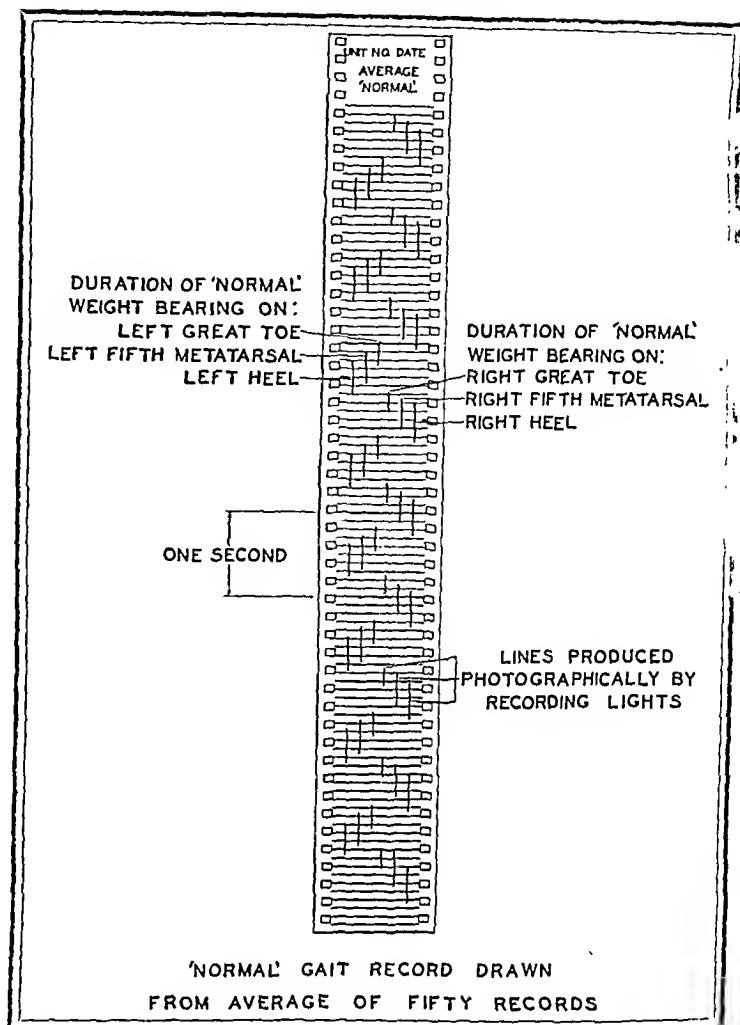 UNIT NO. DATE
AVERAGE
'NORMAL'.
DURATION OF 'NORMAL'
WEIGHT BEARING ON:
LEFT GREAT TOE
LEFT FIFTH METATARSAL
LEFT HEEL
DURATION OF 'NORMAL'
WEIGHT BEARING ON:
RIGHT GREAT TOE
RIGHT FIFTH METATARSAL
RIGHT HEEL
ONE SECOND
LINES PRODUCED
PHOTOGRAPHICALLY BY
RECORDING LIGHTS
'NORMAL' GAIT RECORD DRAWN
FROM AVERAGE OF FIFTY RECORDS